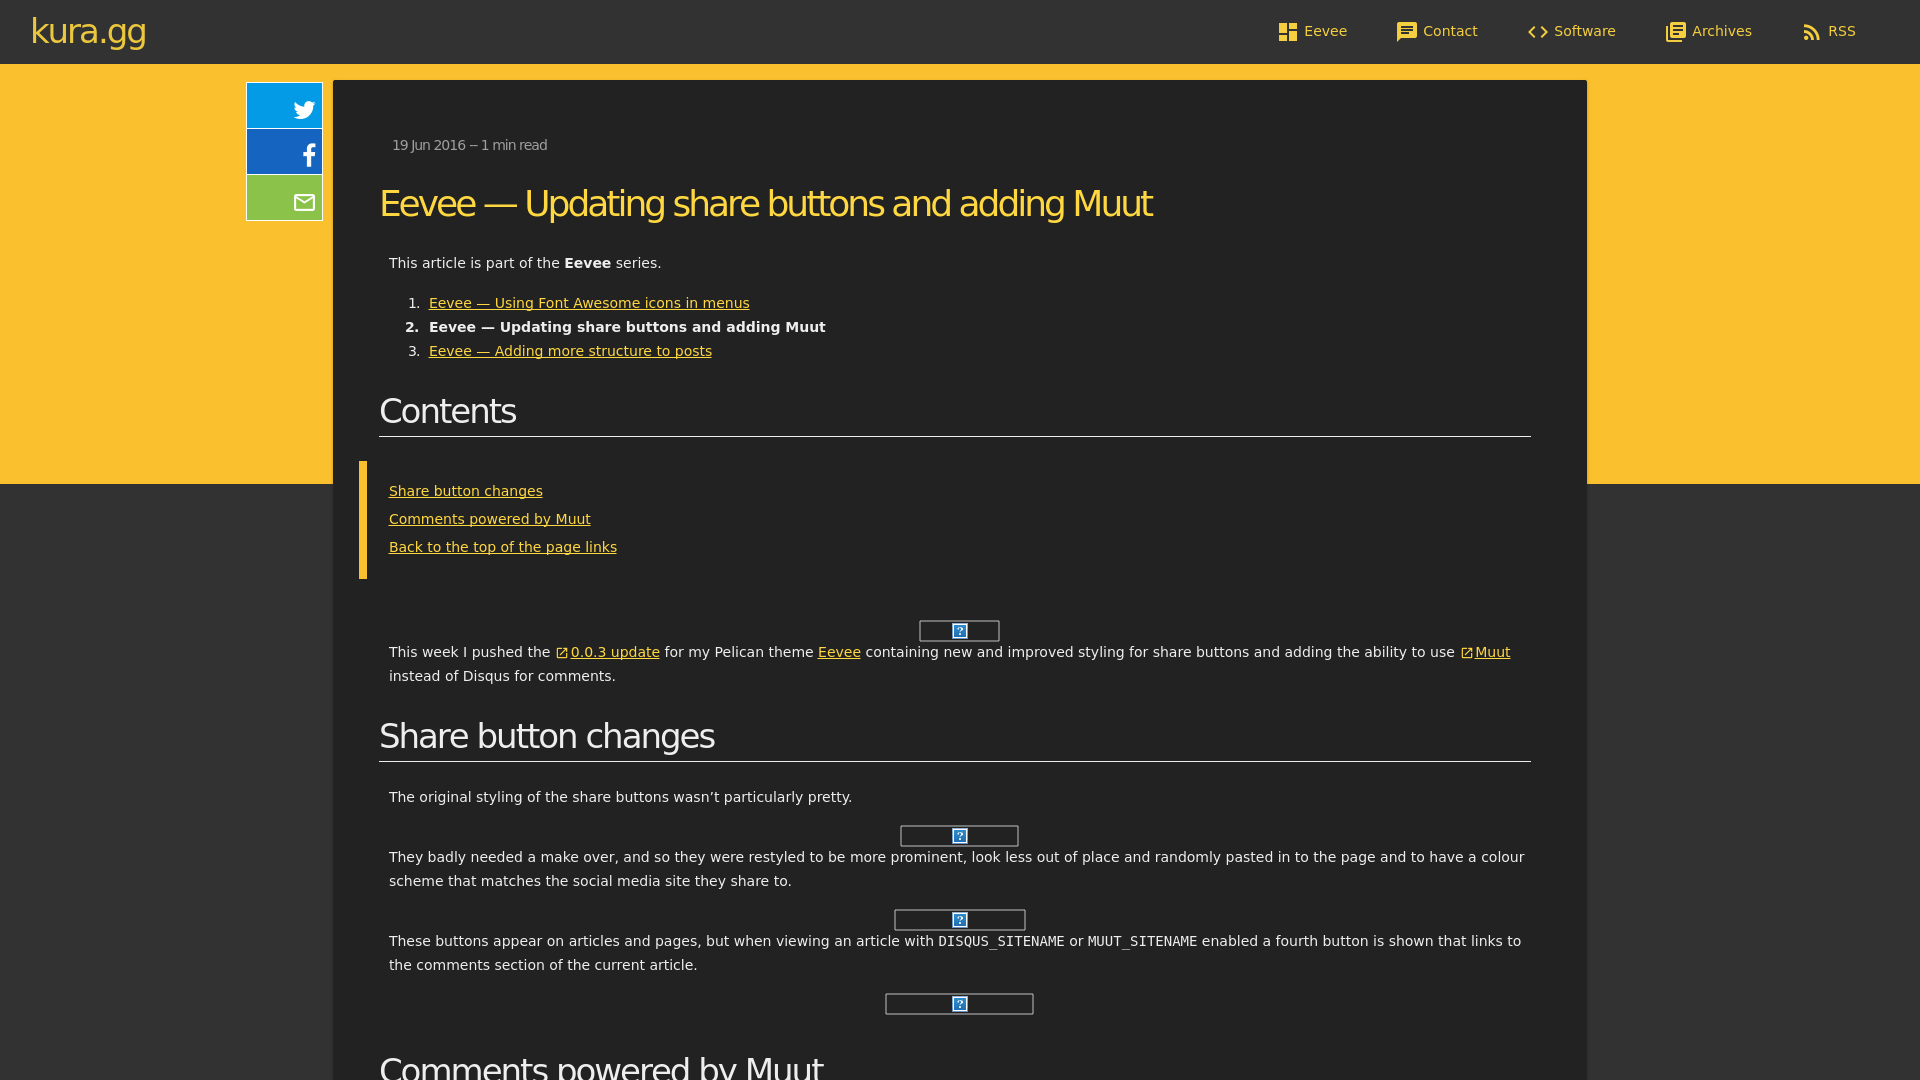 kura.gg
Eevee
Contact
Software
Archives
RSS
19 Jun 2016 — 1 min read
Eevee — Updating share buttons and adding Muut
This article is part of the Eevee series.
1. Eevee — Using Font Awesome icons in menus
2. Eevee — Updating share buttons and adding Muut
3. Eevee — Adding more structure to posts
Contents
Share button changes
Comments powered by Muut
Back to the top of the page links
This week I pushed the 0.0.3 update for my Pelican theme Eevee containing new and improved styling for share buttons and adding the ability to use Muut
instead of Disqus for comments.
Share button changes
The original styling of the share buttons wasn’t particularly pretty.
They badly needed a make over, and so they were restyled to be more prominent, look less out of place and randomly pasted in to the page and to have a colour
scheme that matches the social media site they share to.
These buttons appear on articles and pages, but when viewing an article with DISQUS_SITENAME or MUUT_SITENAME enabled a fourth button is shown that links to
the comments section of the current article.
Comments powered by Muut